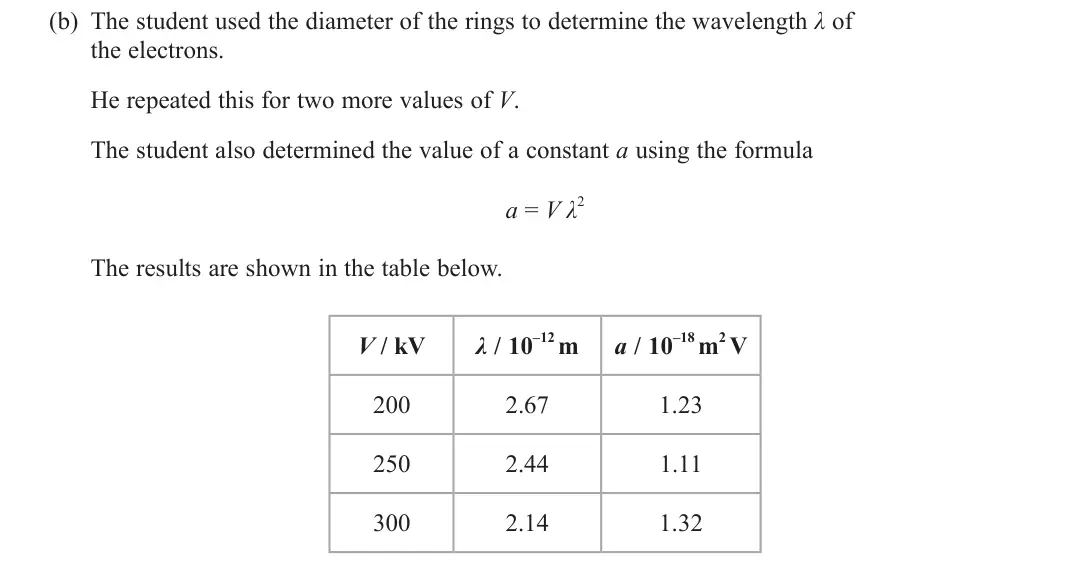 (b) The student used the diameter of the rings to determine the wavelength λ of
the electrons.
He repeated this for two more values of V.
The student also determined the value of a constant a using the formula
a = V λ²
The results are shown in the table below.
V / kV λ / 10⁻¹² m a / 10⁻¹⁸ m² V
200 2.67 1.23
250 2.44 1.11
300 2.14 1.32